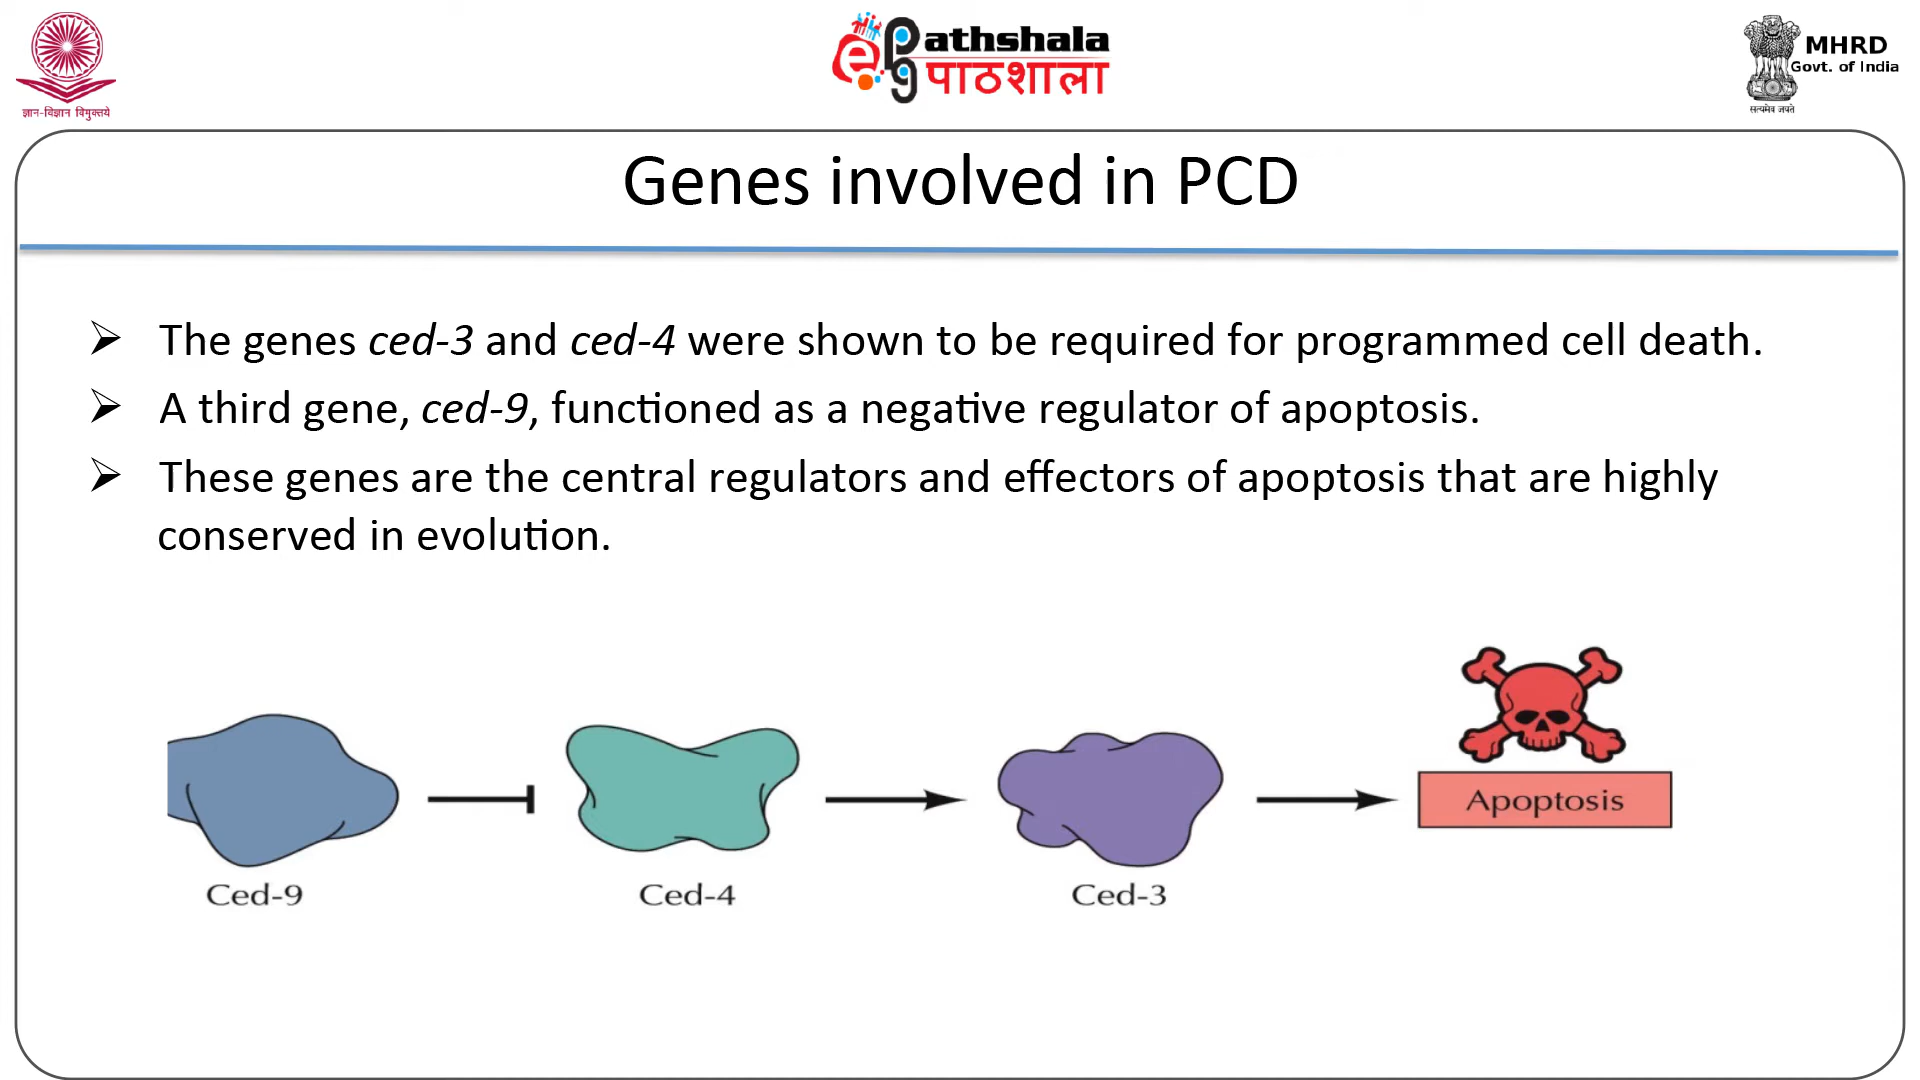 ज्ञान-विज्ञान विमुक्तये
ePathshala
पाठशाला
MHRD
Govt. of India
सत्यमेव जयते
Genes involved in PCD
➢ The genes ced-3 and ced-4 were shown to be required for programmed cell death.
➢ A third gene, ced-9, functioned as a negative regulator of apoptosis.
➢ These genes are the central regulators and effectors of apoptosis that are highly
conserved in evolution.
Apoptosis
Ced-9
Ced-4
Ced-3